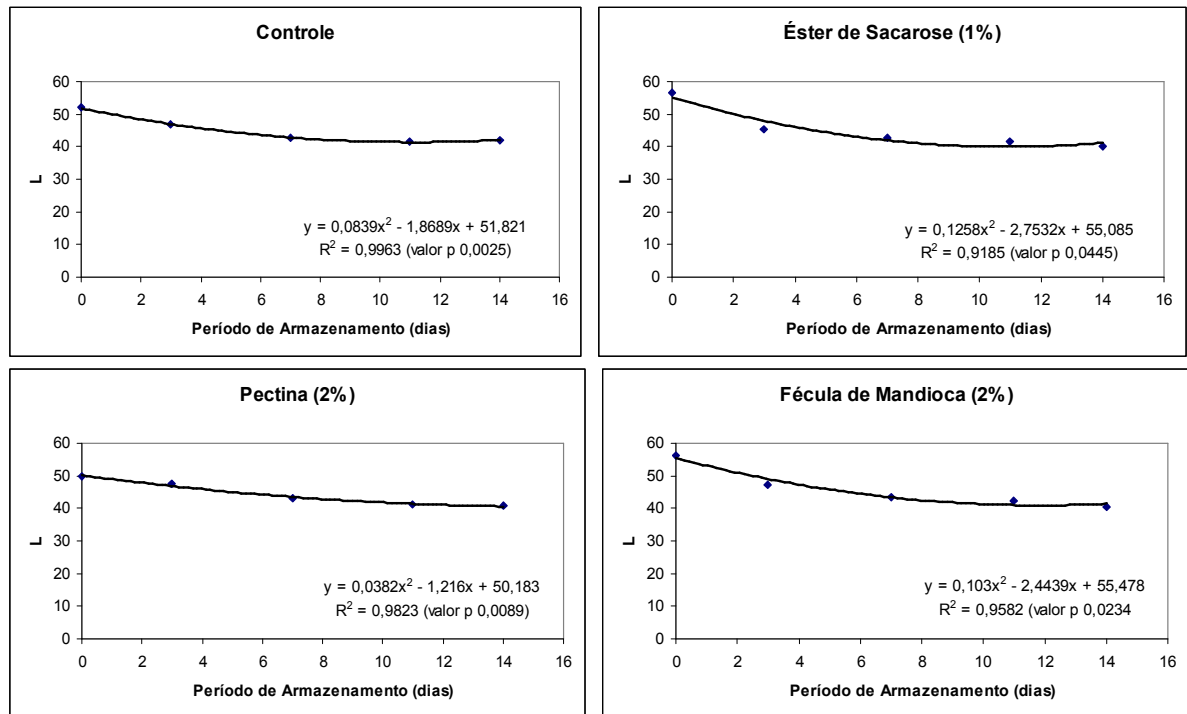 Controle
60
50
40
30
20
10
0
L
y = 0,0839x² - 1,8689x + 51,821
R² = 0,9963 (valor p 0,0025)
0 2 4 6 8 10 12 14 16
Período de Armazenamento (dias)
Éster de Sacarose (1%)
60
50
40
30
20
10
0
L
y = 0,1258x² - 2,7532x + 55,085
R² = 0,9185 (valor p 0,0445)
0 2 4 6 8 10 12 14 16
Período de Armazenamento (dias)
Pectina (2%)
60
50
40
30
20
10
0
L
y = 0,0382x² - 1,216x + 50,183
R² = 0,9823 (valor p 0,0089)
0 2 4 6 8 10 12 14 16
Período de Armazenamento (dias)
Fécula de Mandioca (2%)
60
50
40
30
20
10
0
L
y = 0,103x² - 2,4439x + 55,478
R² = 0,9582 (valor p 0,0234
0 2 4 6 8 10 12 14 16
Período de Armazenamento (dias)